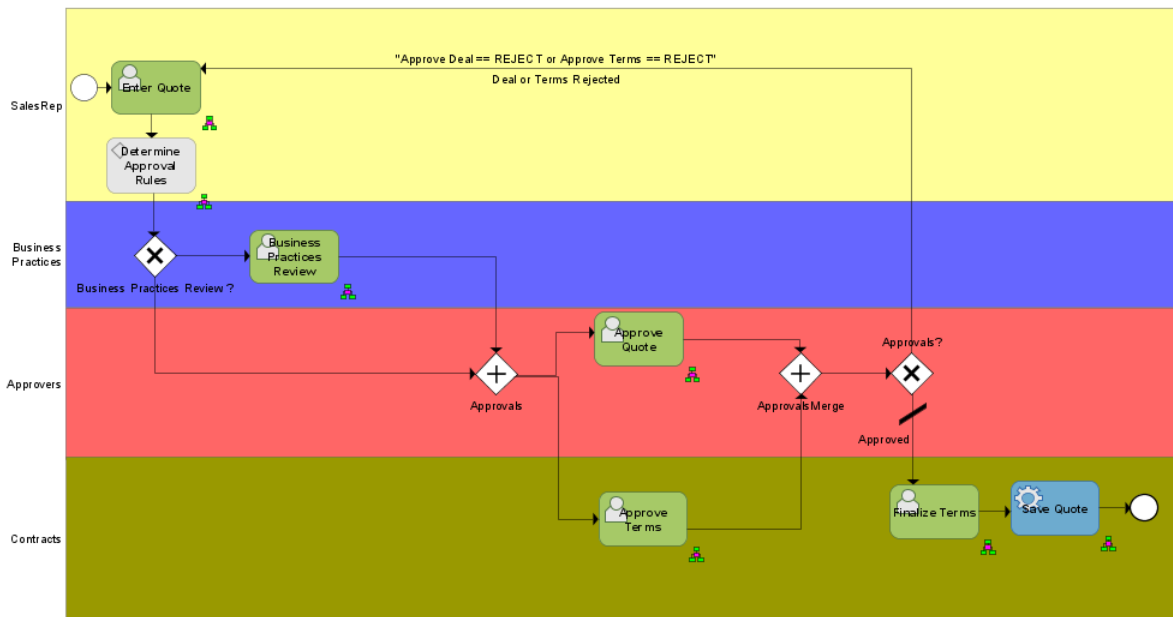 "Approve Deal == REJECT or Approve Terms == REJECT"
Deal or Terms Rejected
SalesRep
Enter Quote
Determine
Approval
Rules
Business
Practices
Business
Practices
Review
Business Practices Review ?
Approvers
Approve
Quote
Approvals?
Approvals
ApprovalsMerge
Approved
Contracts
Approve
Terms
Finalize Terms
Save Quote